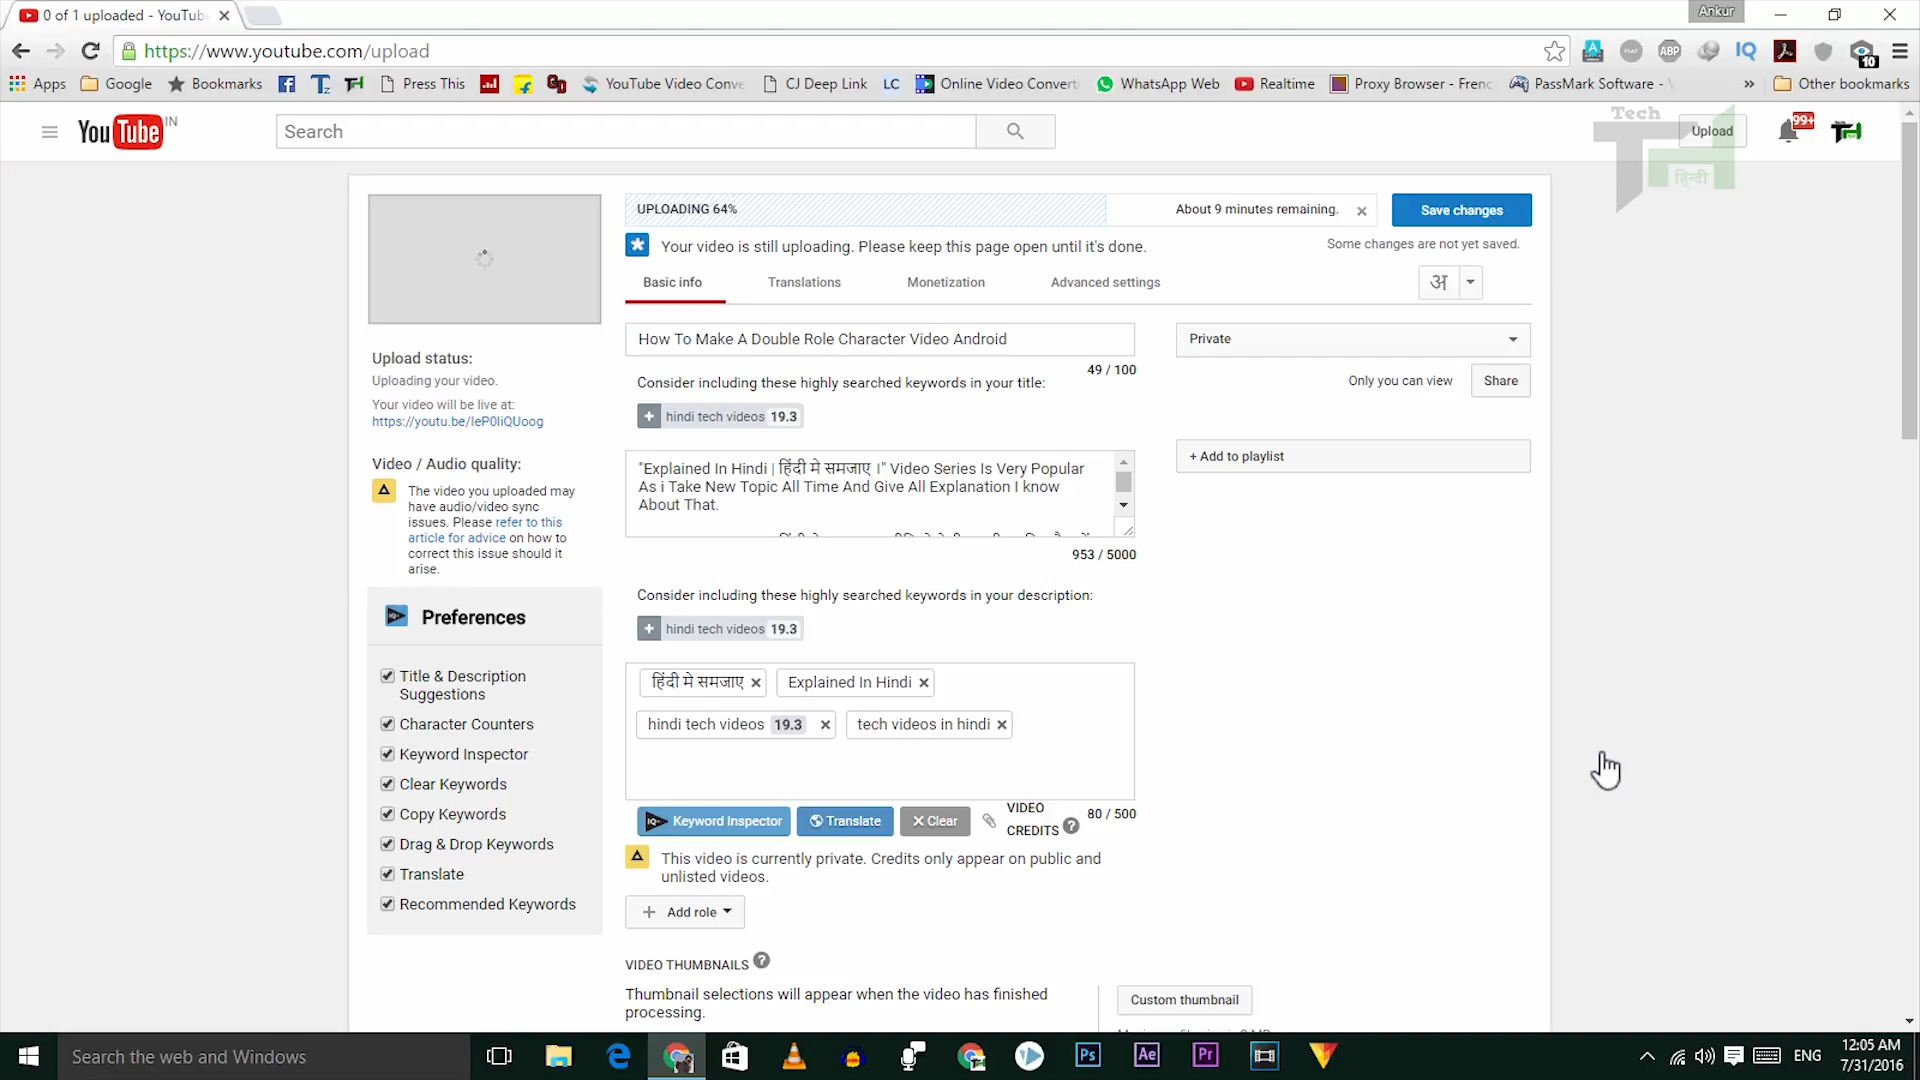 0 of 1 uploaded - YouTub
Ankur
https://www.youtube.com/upload
ABP
IQ
10
Apps
Google
Bookmarks
Press This
YouTube Video Conve
CJ Deep Link
LC
Online Video Convert
WhatsApp Web
Realtime
Proxy Browser - Fren
PassMark Software -
»
Other bookmarks
YouTube IN
Search
Tech
हिन्दी
Upload
99+
UPLOADING 64%
About 9 minutes remaining.
Save changes
Your video is still uploading. Please keep this page open until it's done.
Some changes are not yet saved.
Basic info
Translations
Monetization
Advanced settings
अ
How To Make A Double Role Character Video Android
Private
49 / 100
Consider including these highly searched keywords in your title:
Only you can view
Share
+ hindi tech videos 19.3
Upload status:
Uploading your video.
Your video will be live at:
https://youtu.be/IeP0IiQUoog
"Explained In Hindi | हिंदी मे समजाए ।" Video Series Is Very Popular
As i Take New Topic All Time And Give All Explanation I know
About That.
+ Add to playlist
Video / Audio quality:
The video you uploaded may
have audio/video sync
issues. Please refer to this
article for advice on how to
correct this issue should it
arise.
953 / 5000
Consider including these highly searched keywords in your description:
+ hindi tech videos 19.3
Preferences
Title & Description
Suggestions
Character Counters
Keyword Inspector
Clear Keywords
Copy Keywords
Drag & Drop Keywords
Translate
Recommended Keywords
हिंदी मे समजाए ×
Explained In Hindi ×
hindi tech videos 19.3 ×
tech videos in hindi ×
Keyword Inspector
Translate
Clear
VIDEO
CREDITS
80 / 500
This video is currently private. Credits only appear on public and
unlisted videos.
+ Add role
VIDEO THUMBNAILS
Thumbnail selections will appear when the video has finished
processing.
Custom thumbnail
Search the web and Windows
Ps
Ae
Pr
ENG
12:05 AM
7/31/2016